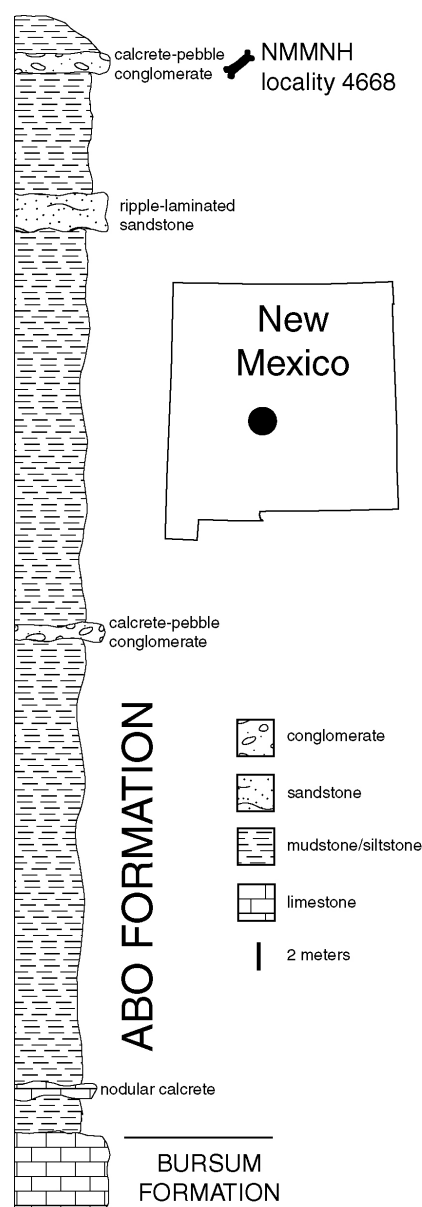 calcrete-pebble
conglomerate
NMMNH
locality 4668
ripple-laminated
sandstone
New
Mexico
calcrete-pebble
conglomerate
ABO FORMATION
conglomerate
sandstone
mudstone/siltstone
limestone
2 meters
nodular calcrete
BURSUM
FORMATION